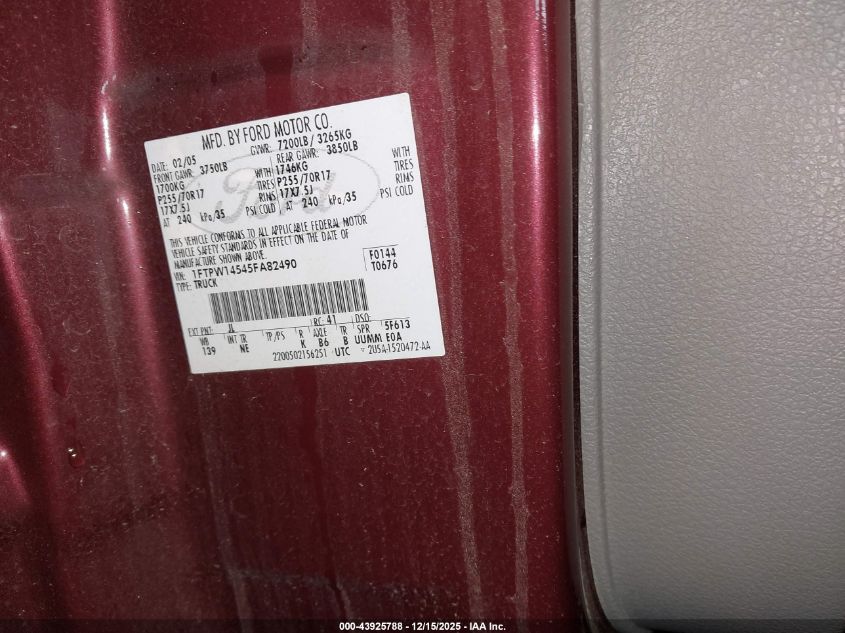 MFD. BY FORD MOTOR CO.
DATE: 02/05 GVWR: 7200LB/ 3265KG
FRONT GAWR: 3750LB REAR GAWR: 3850LB
1700KG WITH 1746KG WITH
P255/70R17 TIRES P255/70R17 TIRES
17X7.5J RIMS 17X7.5J RIMS
AT 240 kPa/35 PSI COLD AT 240 kPa/35 PSI COLD
THIS VEHICLE CONFORMS TO ALL APPLICABLE FEDERAL MOTOR
VEHICLE SAFETY STANDARDS IN EFFECT ON THE DATE OF
MANUFACTURE SHOWN ABOVE.
VIN: 1FTPW14545FA82490 F0144
TYPE: TRUCK T0676
EXT PNT: JL RC: 41 DSO:
WB INT TR TP/PS R AXLE TR SPR 5F613
139 NE K B6 B UUMM E0A
2200502156251 UTC 2U5A-1520472-AA
Ford
000-43925788 - 12/15/2025 - IAA Inc.